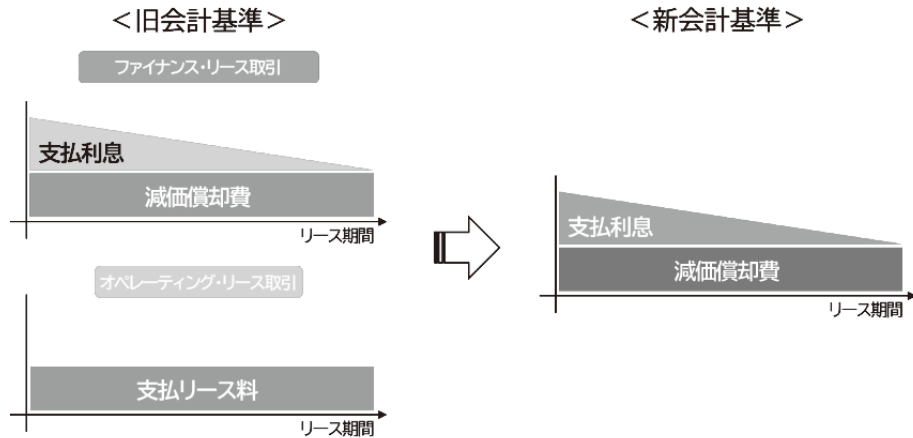 ＜旧会計基準＞
ファイナンス・リース取引
支払利息
減価償却費
リース期間
オペレーティング・リース取引
支払リース料
リース期間
＜新会計基準＞
支払利息
減価償却費
リース期間